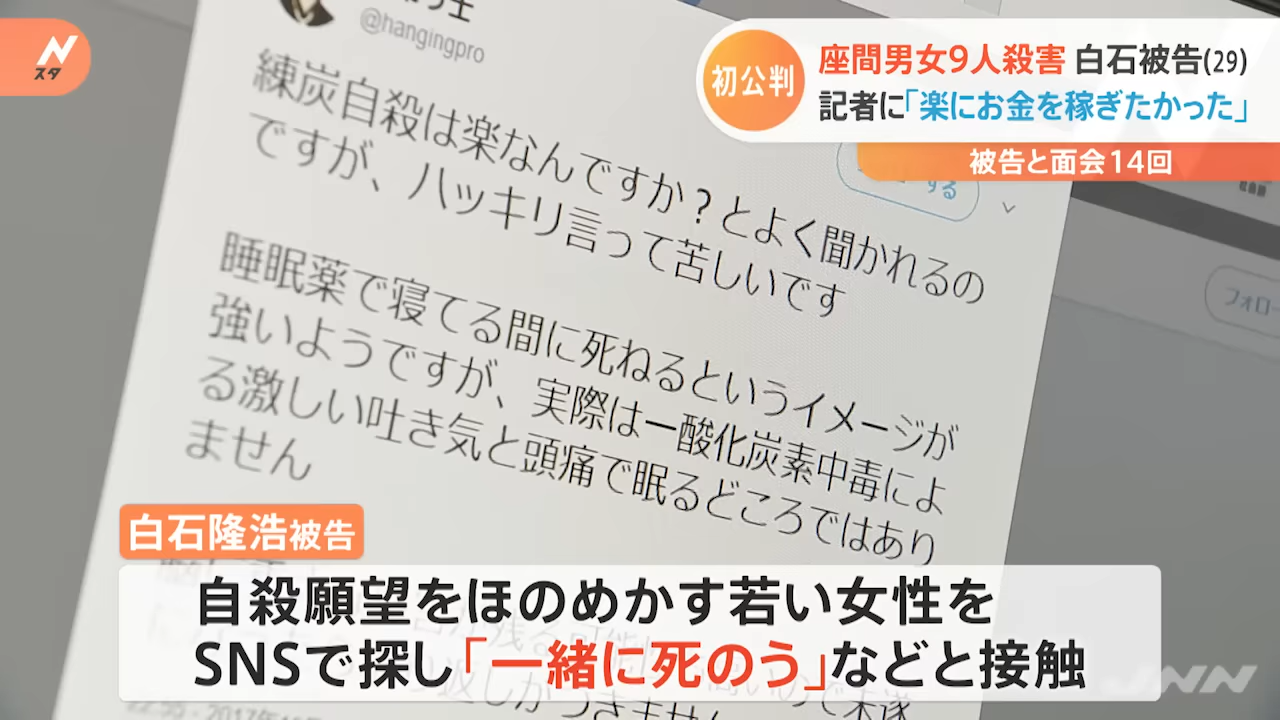 Nスタ
@hangingpro
練炭自殺は楽なんですか？とよく聞かれるの
ですが、ハッキリ言って苦しいです
睡眠薬で寝てる間に死ねるというイメージが
強いようですが、実際は一酸化炭素中毒によ
る激しい吐き気と頭痛で眠るどころではあり
ません
する
フォロー
初公判
座間男女9人殺害 白石被告(29)
記者に「楽にお金を稼ぎたかった」
被告と面会14回
白石隆浩被告
自殺願望をほのめかす若い女性を
SNSで探し「一緒に死のう」などと接触
JNN